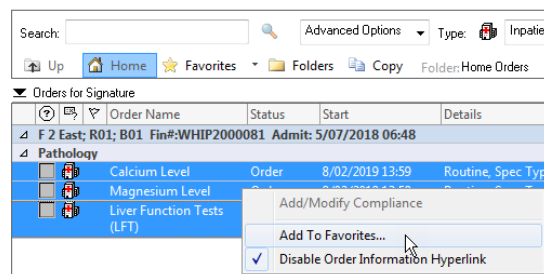 Search: Advanced Options Type: Inpatie
Up Home Favorites Folders Copy Folder: Home Orders
Orders for Signature
Order Name Status Start Details
F 2 East; R01; B01 Fin#:WHIP2000081 Admit: 5/07/2018 06:48
Pathology
Calcium Level Order 8/02/2019 13:59 Routine, Spec Typ
Magnesium Level
Liver Function Tests
(LFT)
Add/Modify Compliance
Add To Favorites...
Disable Order Information Hyperlink